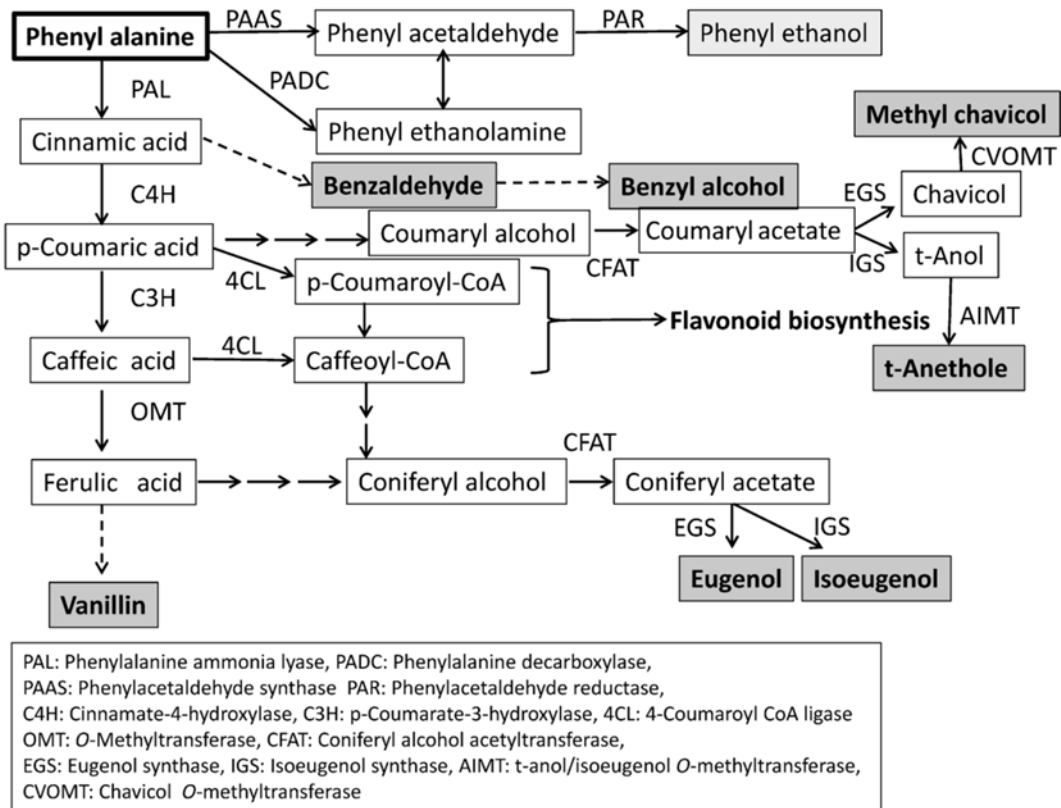 PAAS
PAR
Phenyl alanine
Phenyl acetaldehyde
Phenyl ethanol
PAL
PADC
Methyl chavicol
Cinnamic acid
Phenyl ethanolamine
CVOMT
Benzaldehyde
Benzyl alcohol
EGS
Chavicol
C4H
p-Coumaric acid
Coumaryl alcohol
Coumaryl acetate
CFAT
IGS
t-Anol
4CL
p-Coumaroyl-CoA
C3H
Flavonoid biosynthesis
AIMT
Caffeic acid
4CL
Caffeoyl-CoA
t-Anethole
OMT
CFAT
Ferulic acid
Coniferyl alcohol
Coniferyl acetate
EGS
IGS
Eugenol
Isoeugenol
Vanillin
PAL: Phenylalanine ammonia lyase, PADC: Phenylalanine decarboxylase,
PAAS: Phenylacetaldehyde synthase PAR: Phenylacetaldehyde reductase,
C4H: Cinnamate-4-hydroxylase, C3H: p-Coumarate-3-hydroxylase, 4CL: 4-Coumaroyl CoA ligase
OMT: O-Methyltransferase, CFAT: Coniferyl alcohol acetyltransferase,
EGS: Eugenol synthase, IGS: Isoeugenol synthase, AIMT: t-anol/isoeugenol O-methyltransferase,
CVOMT: Chavicol O-methyltransferase